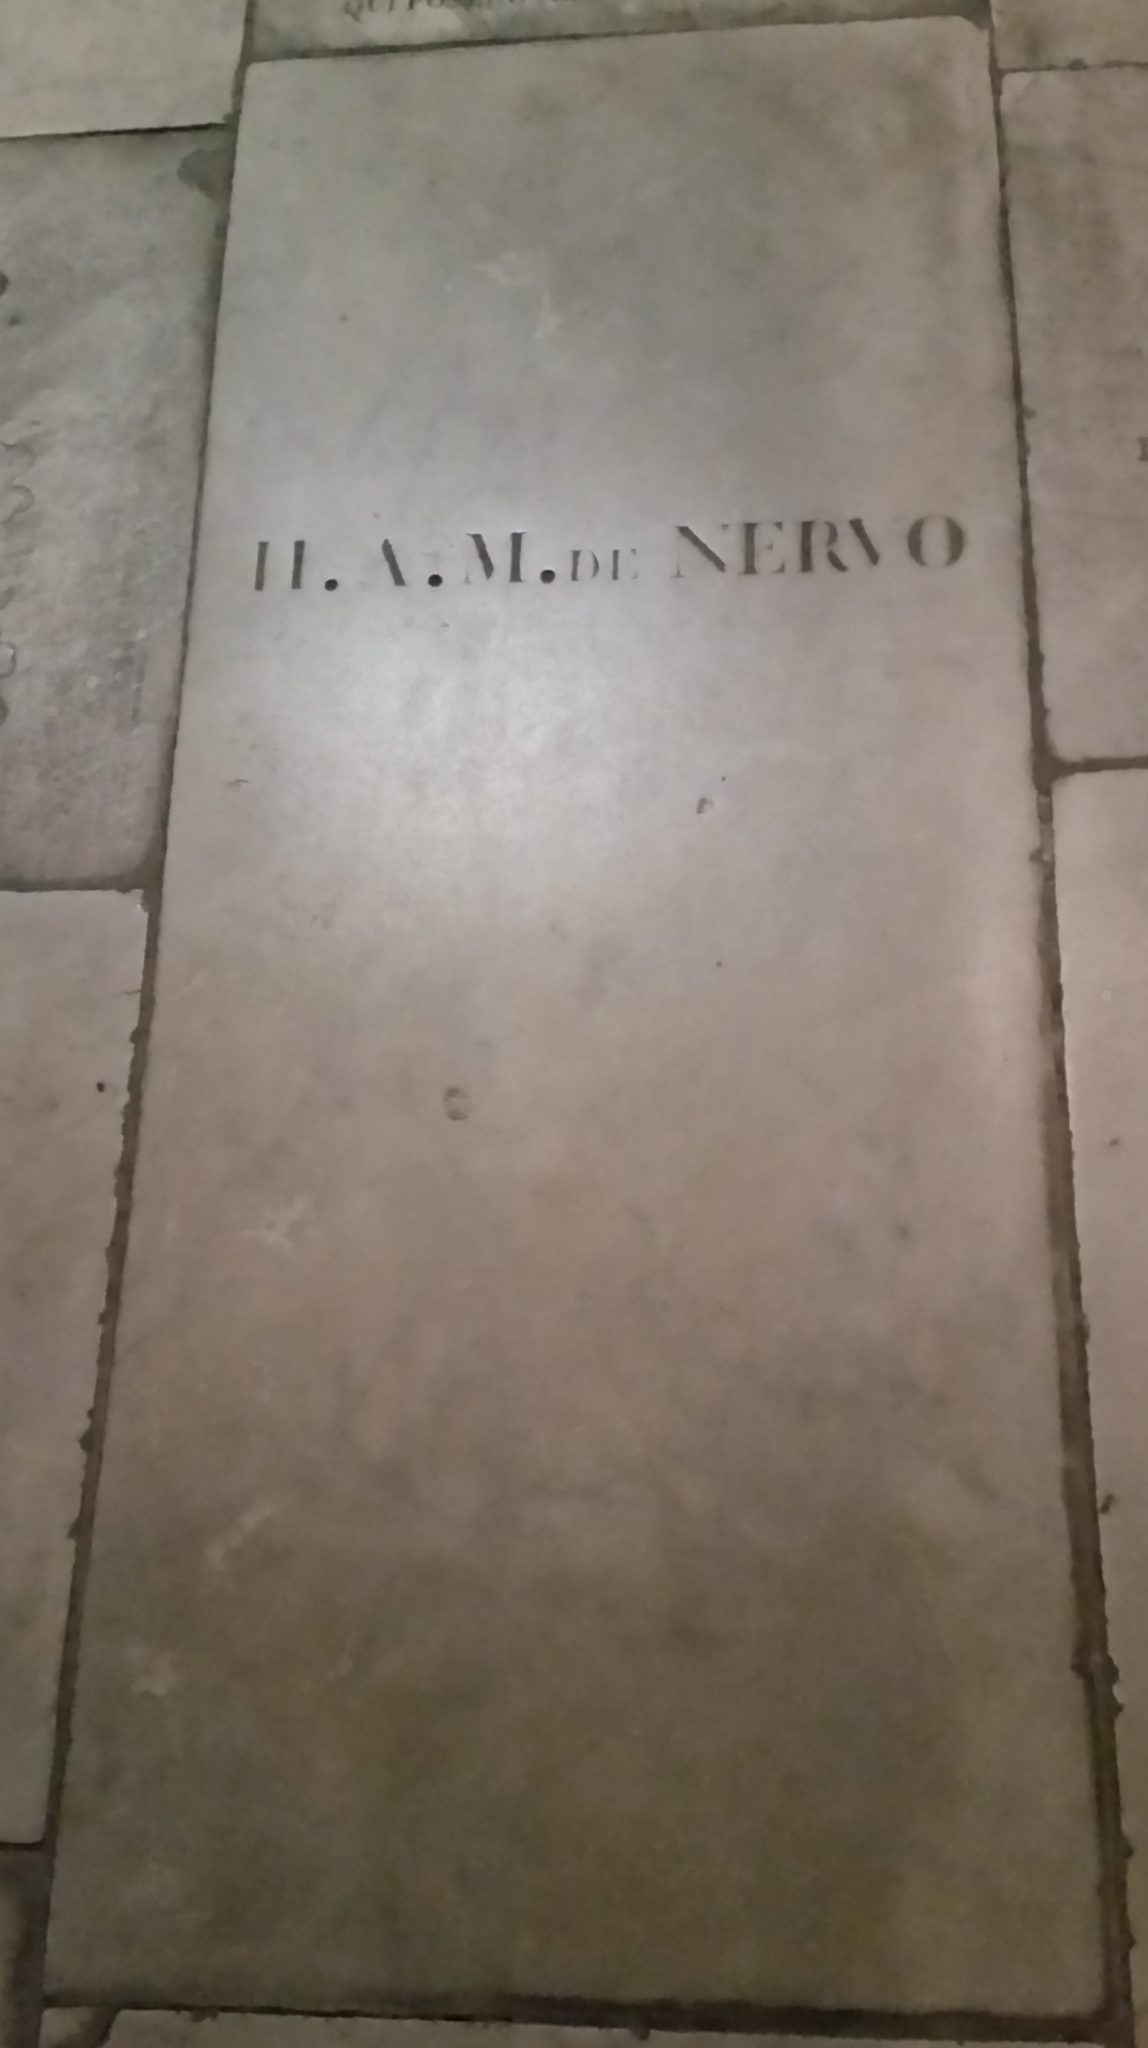 H. A. M. DE NERVO